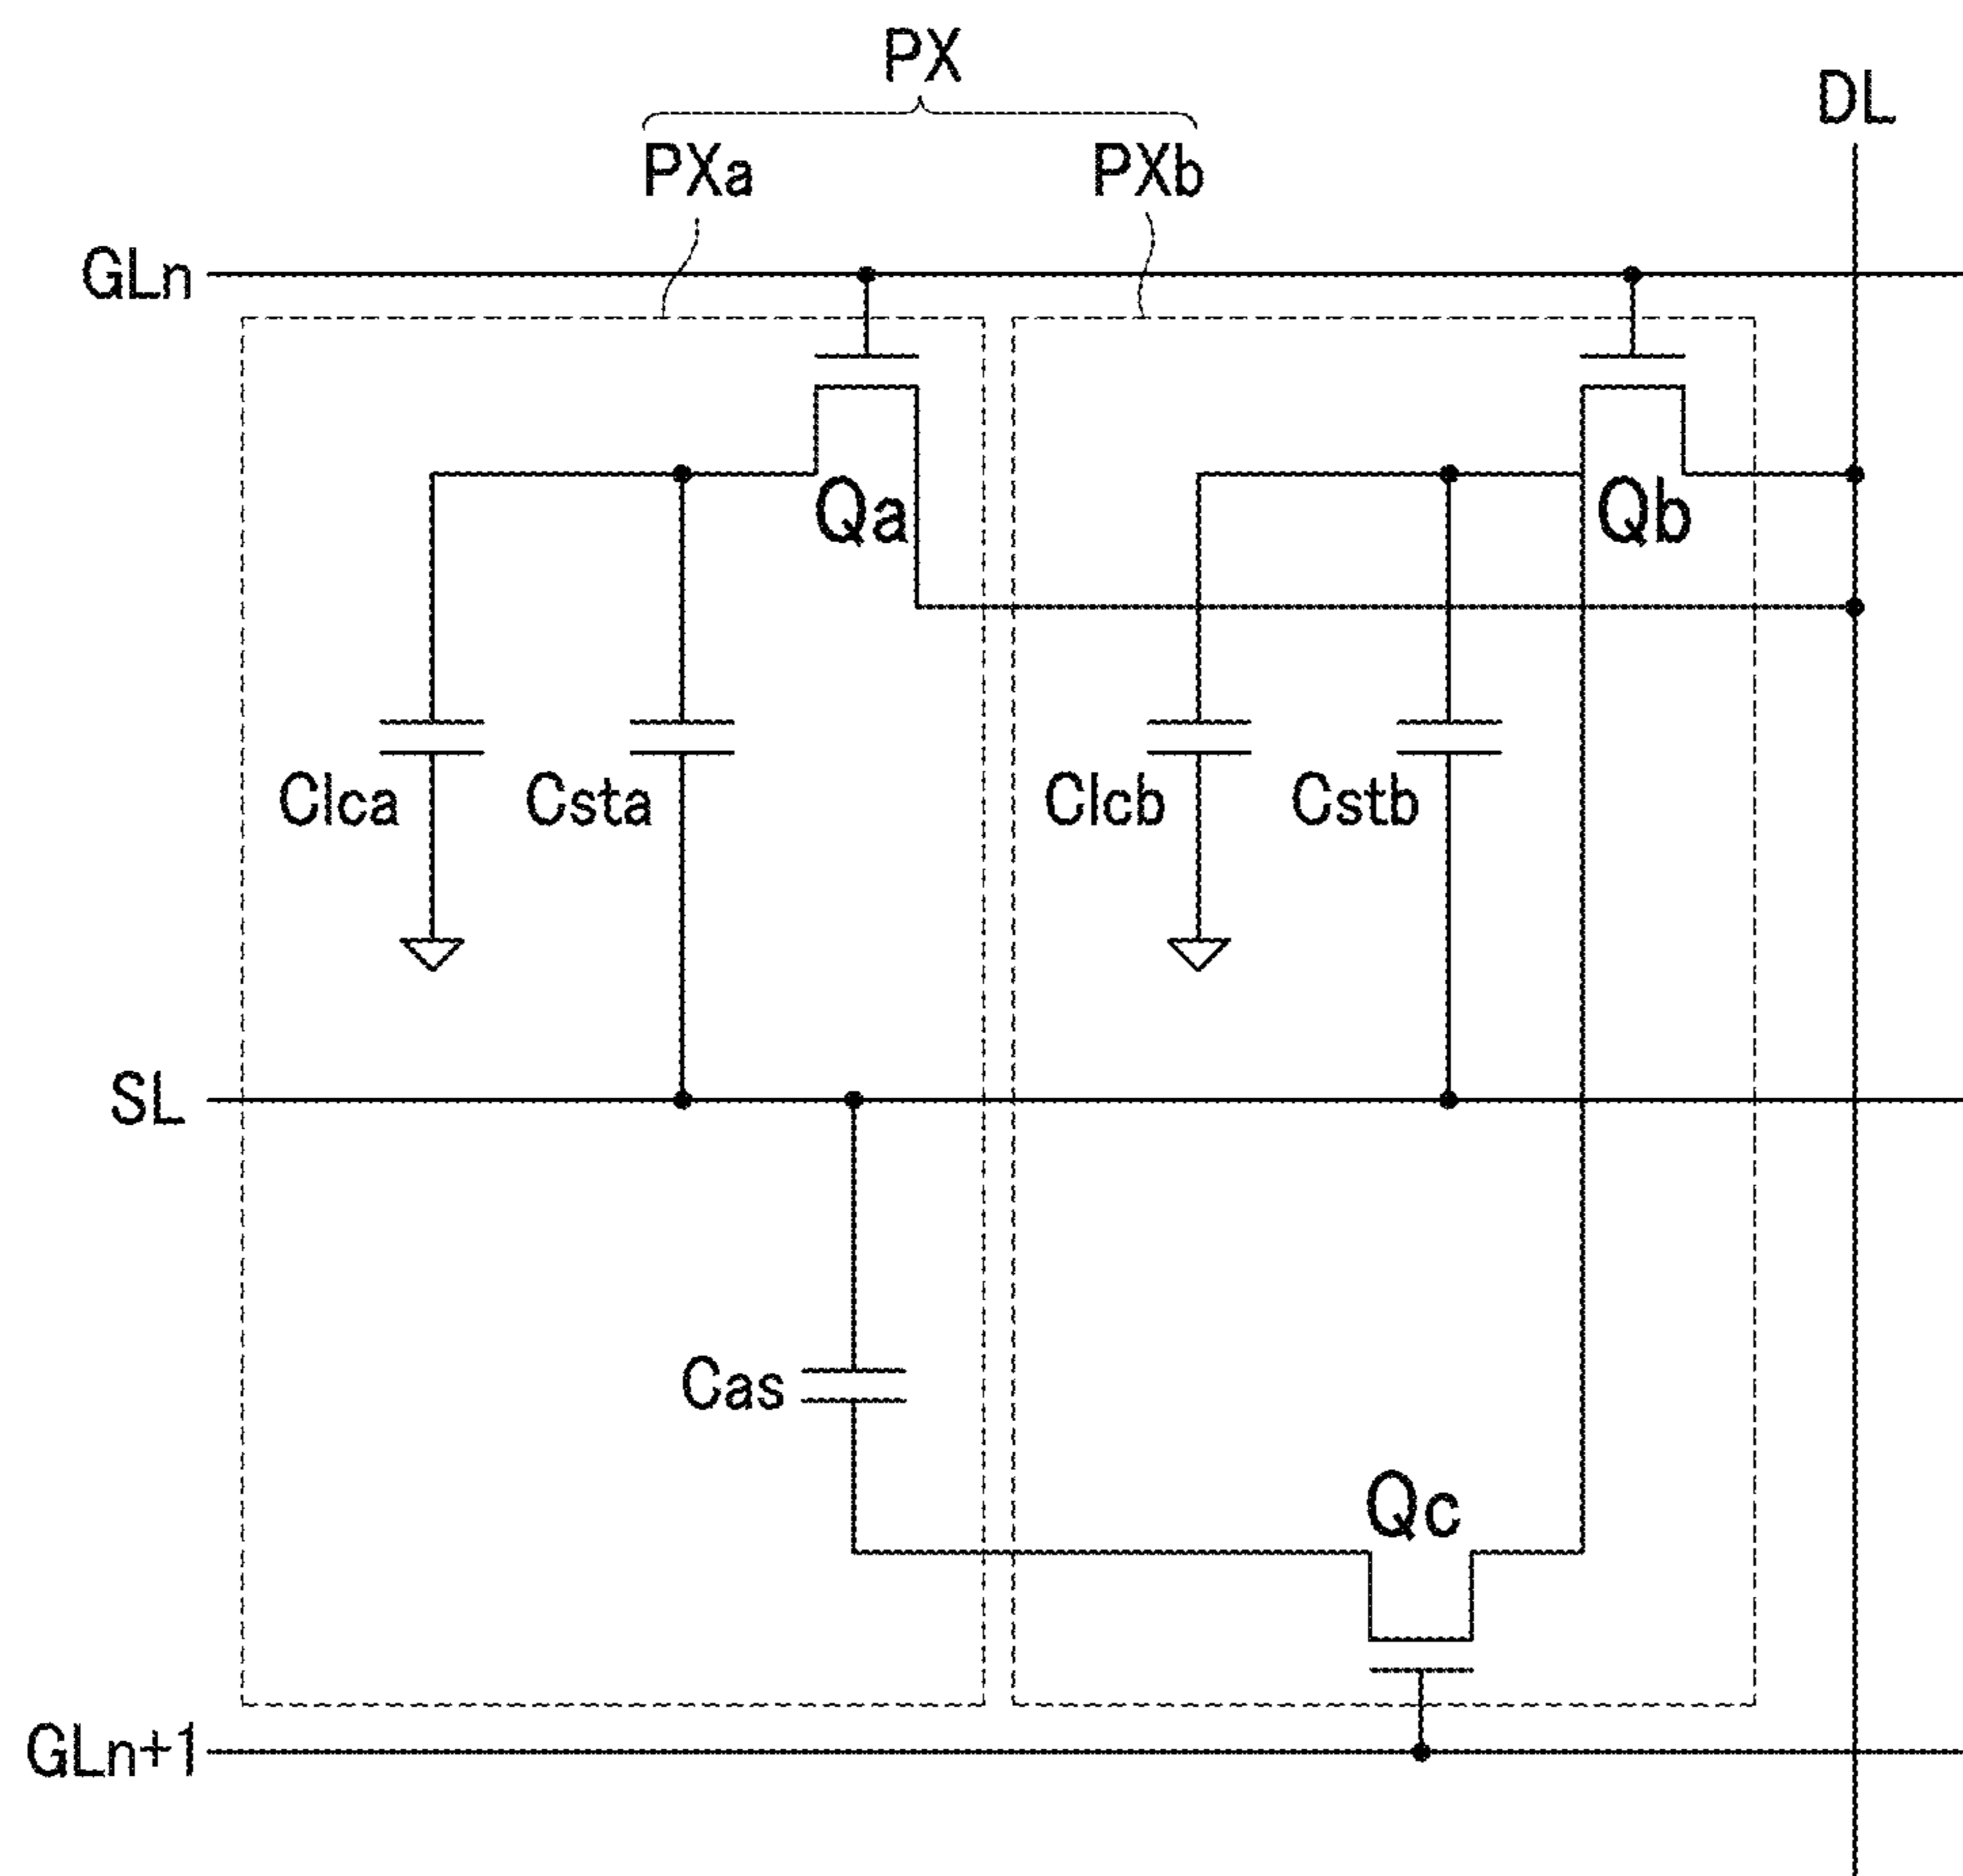 PX
DL
PXa PXb
GLn
Qa Qb
Clca Csta Clcb Cstb
SL
Cas
Qc
GLn+1